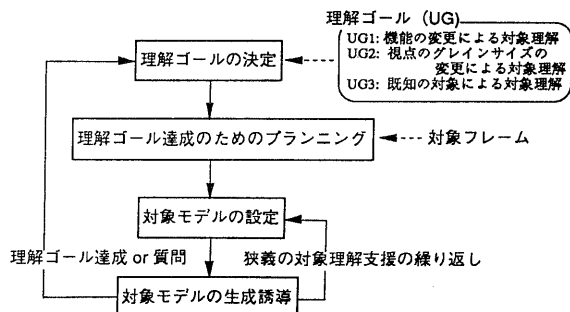 理解ゴール（UG）
UG1: 機能の変更による対象理解
UG2: 視点のグレインサイズの
変更による対象理解
UG3: 既知の対象による対象理解
理解ゴールの決定
理解ゴール達成のためのプランニング
対象フレーム
対象モデルの設定
理解ゴール達成 or 質問
狭義の対象理解支援の繰り返し
対象モデルの生成誘導